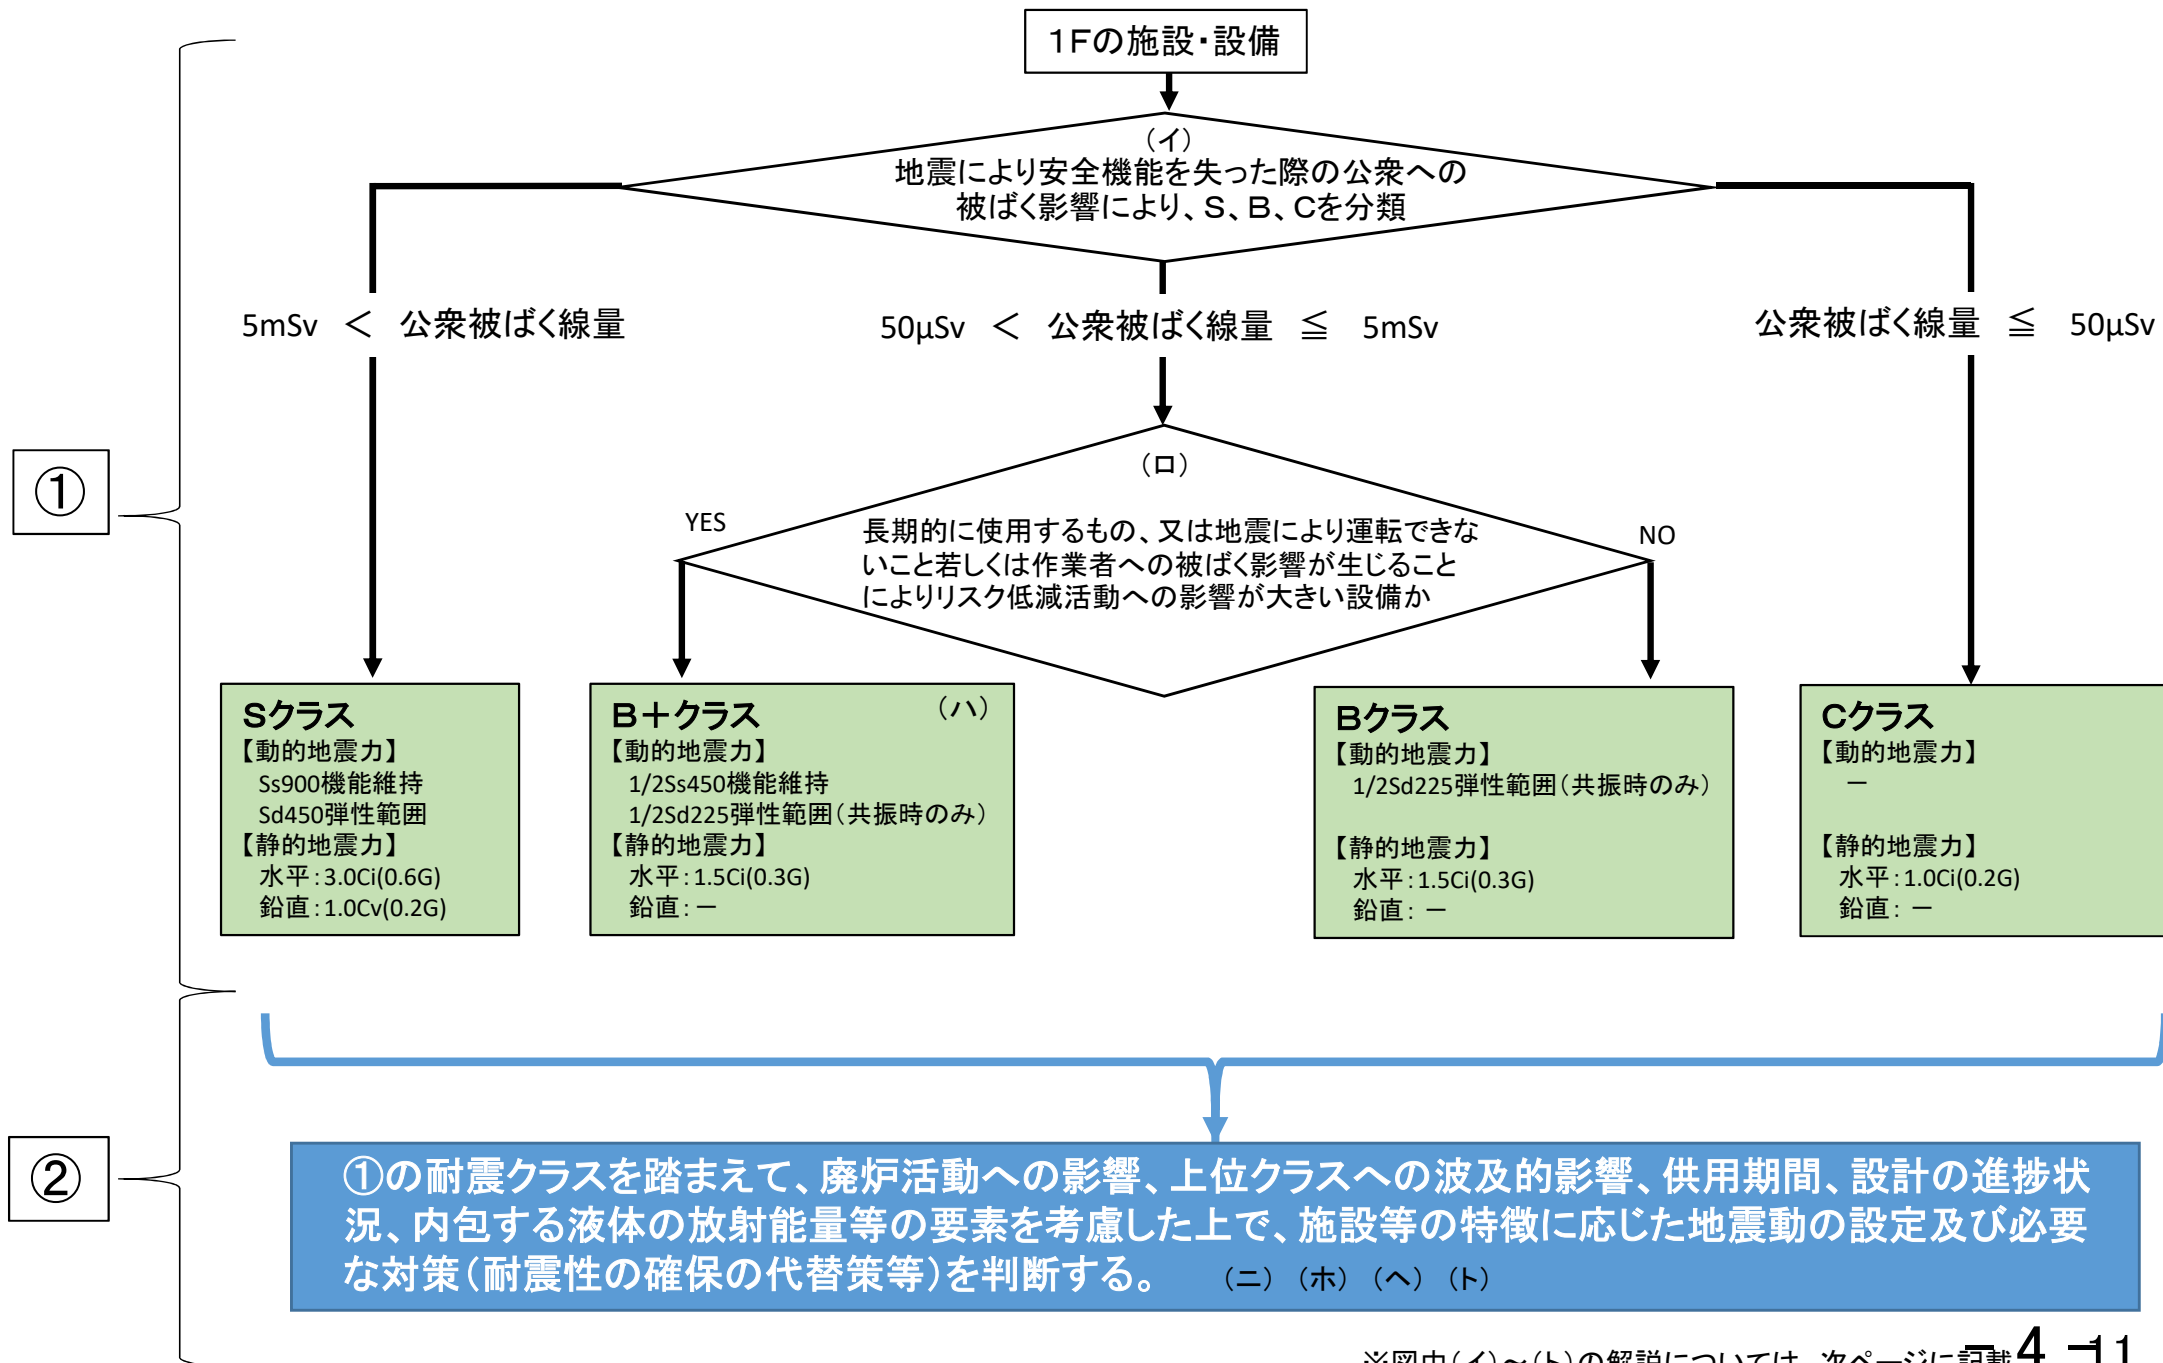 1Fの施設・設備
（イ）
地震により安全機能を失った際の公衆への
被ばく影響により、S、B、Cを分類
5mSv ＜ 公衆被ばく線量
50μSv ＜ 公衆被ばく線量 ≦ 5mSv
公衆被ばく線量 ≦ 50μSv
①
（ロ）
YES
NO
長期的に使用するもの、又は地震により運転できな
いこと若しくは作業者への被ばく影響が生じること
によりリスク低減活動への影響が大きい設備か
Sクラス
【動的地震力】
Ss900機能維持
Sd450弾性範囲
【静的地震力】
水平：3.0Ci(0.6G)
鉛直：1.0Cv(0.2G)
B＋クラス （ハ）
【動的地震力】
1/2Ss450機能維持
1/2Sd225弾性範囲（共振時のみ）
【静的地震力】
水平：1.5Ci(0.3G)
鉛直：－
Bクラス
【動的地震力】
1/2Sd225弾性範囲（共振時のみ）
【静的地震力】
水平：1.5Ci(0.3G)
鉛直：－
Cクラス
【動的地震力】
－
【静的地震力】
水平：1.0Ci(0.2G)
鉛直：－
②
①の耐震クラスを踏まえて、廃炉活動への影響、上位クラスへの波及的影響、供用期間、設計の進捗状
況、内包する液体の放射能量等の要素を考慮した上で、施設等の特徴に応じた地震動の設定及び必要
な対策（耐震性の確保の代替策等）を判断する。 （ニ）（ホ）（ヘ）（ト）
※図中（イ）～（ト）の解説については、次ページに記載
- 4 -
11